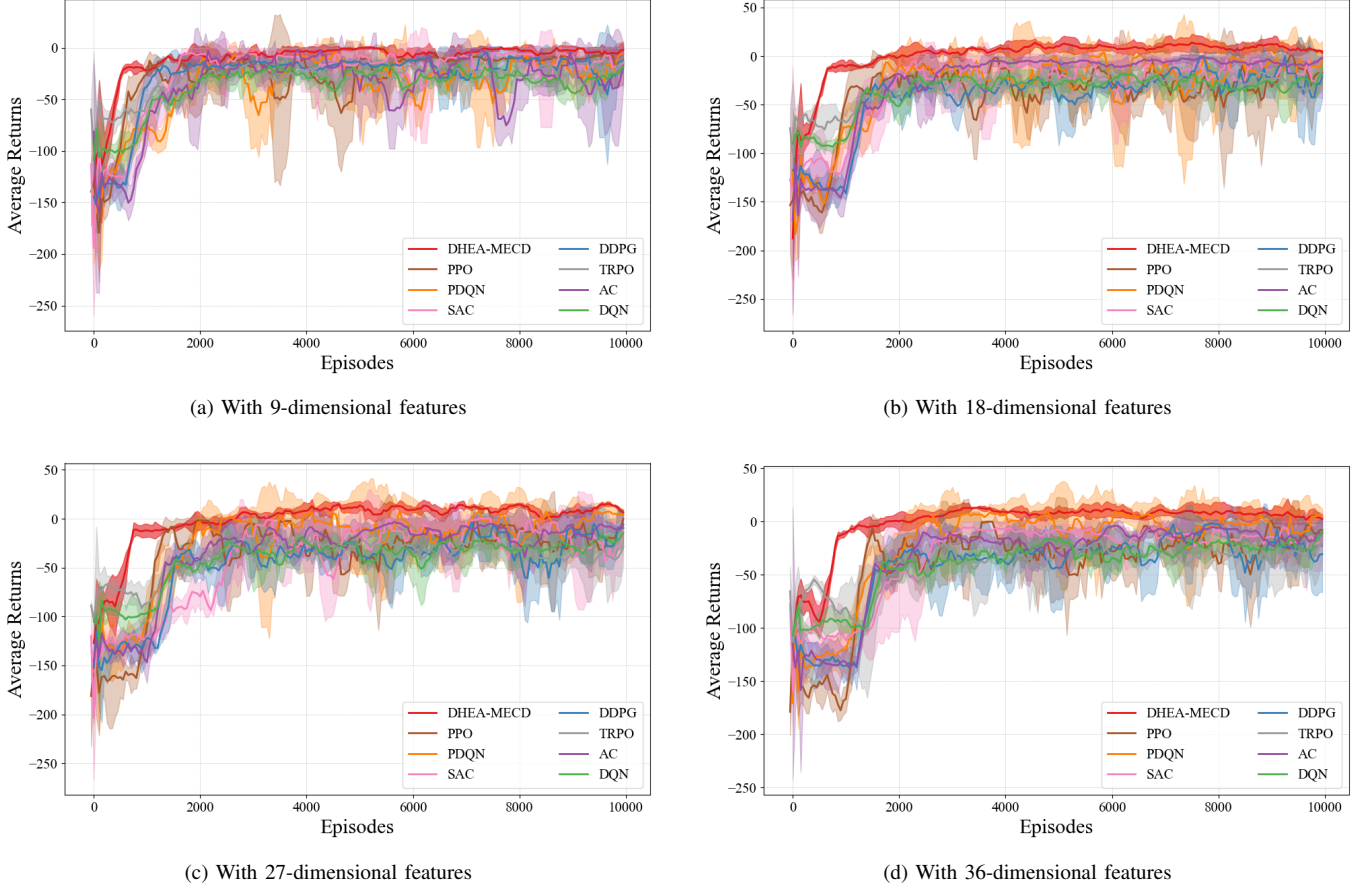 50
0
−50
−100
−150
−200
−250
Average Returns
0
2000
4000
6000
8000
10000
Episodes
DHEA-MECD
PPO
PDQN
SAC
DDPG
TRPO
AC
DQN
(a) With 9-dimensional features
50
0
−50
−100
−150
−200
−250
Average Returns
0
2000
4000
6000
8000
10000
Episodes
DHEA-MECD
PPO
PDQN
SAC
DDPG
TRPO
AC
DQN
(b) With 18-dimensional features
50
0
−50
−100
−150
−200
−250
Average Returns
0
2000
4000
6000
8000
10000
Episodes
DHEA-MECD
PPO
PDQN
SAC
DDPG
TRPO
AC
DQN
(c) With 27-dimensional features
50
0
−50
−100
−150
−200
−250
Average Returns
0
2000
4000
6000
8000
10000
Episodes
DHEA-MECD
PPO
PDQN
SAC
DDPG
TRPO
AC
DQN
(d) With 36-dimensional features